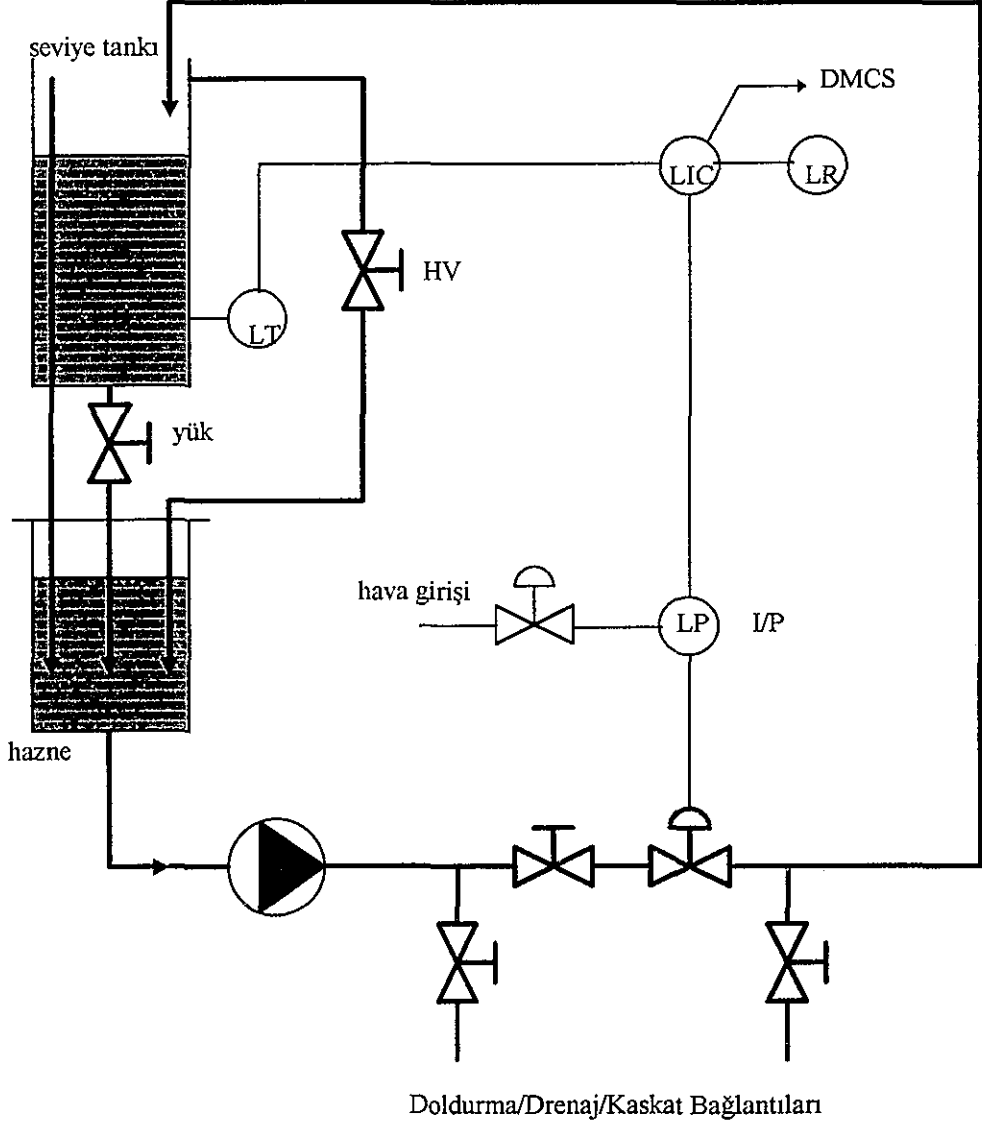 seviye tankı
DMCS
LIC
LR
HV
LT
yük
hava girişi
LP
I/P
hazne
Doldurma/Drenaj/Kaskat Bağlantıları